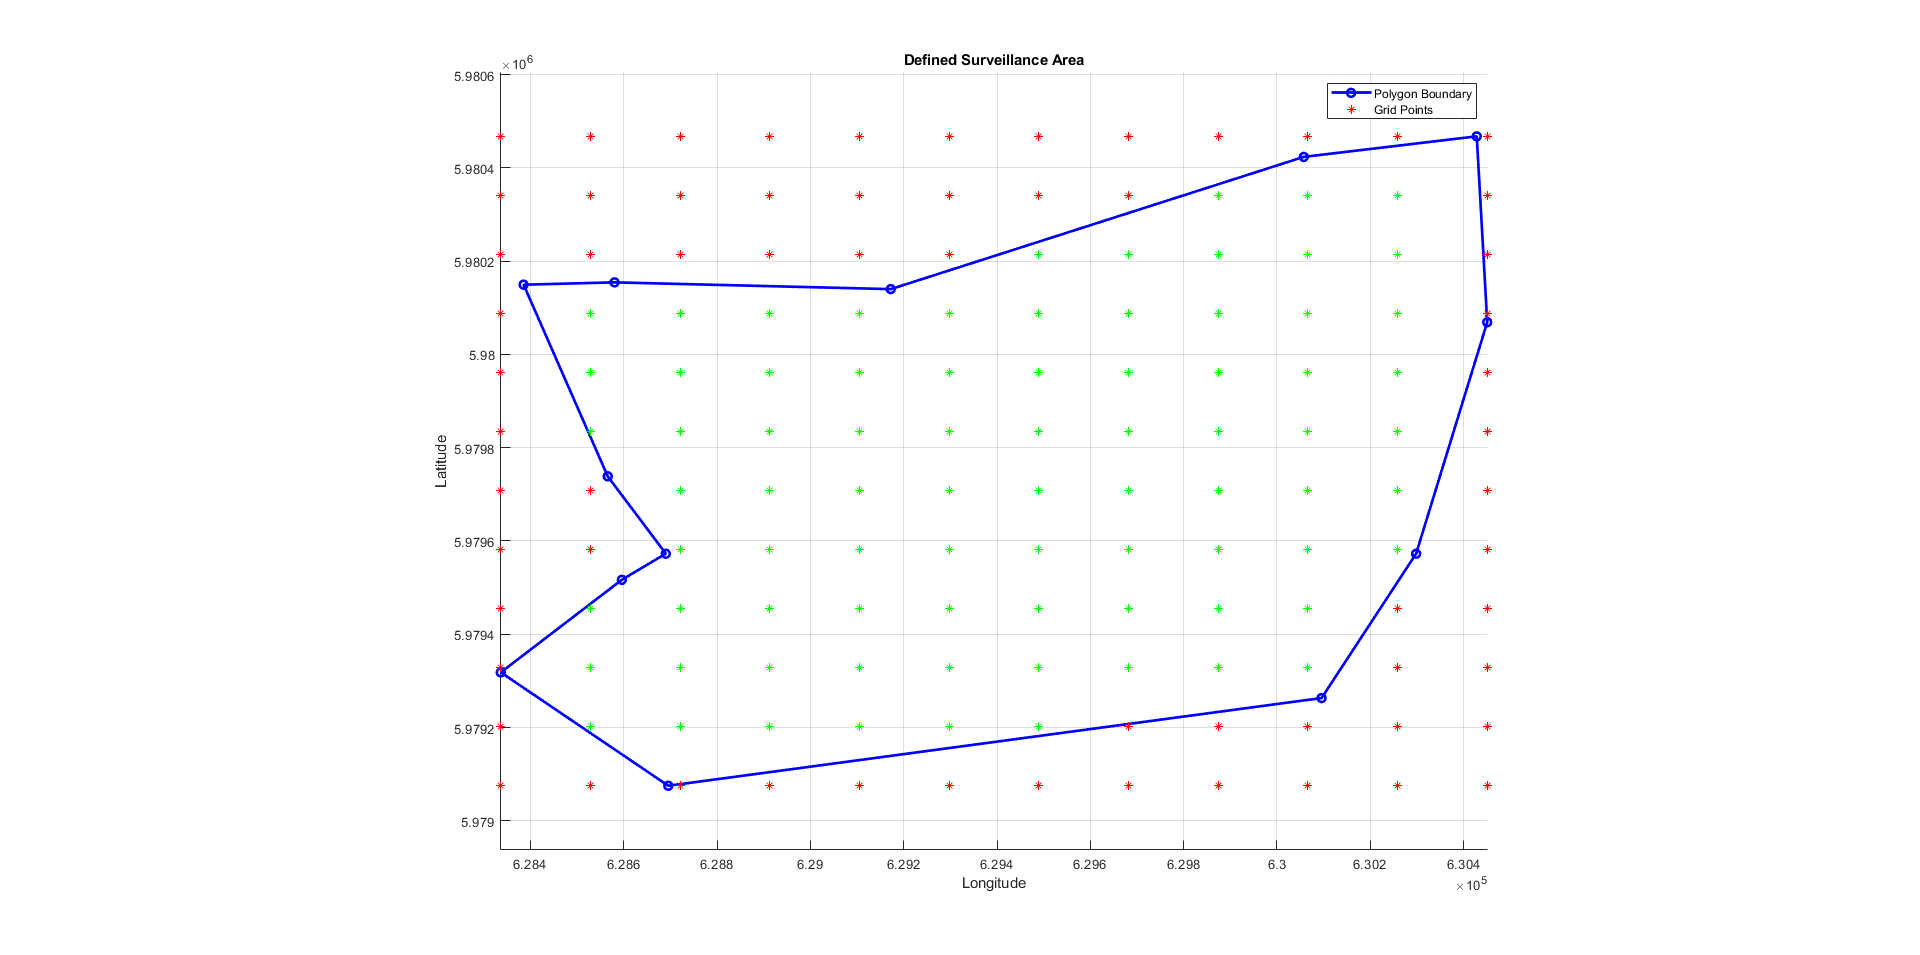 Defined Surveillance Area
×10^6
5.9806
5.9804
5.9802
5.98
5.9798
5.9796
5.9794
5.9792
5.979
Latitude
Polygon Boundary
Grid Points
6.284 6.286 6.288 6.29 6.292 6.294 6.296 6.298 6.3 6.302 6.304
Longitude
×10^5